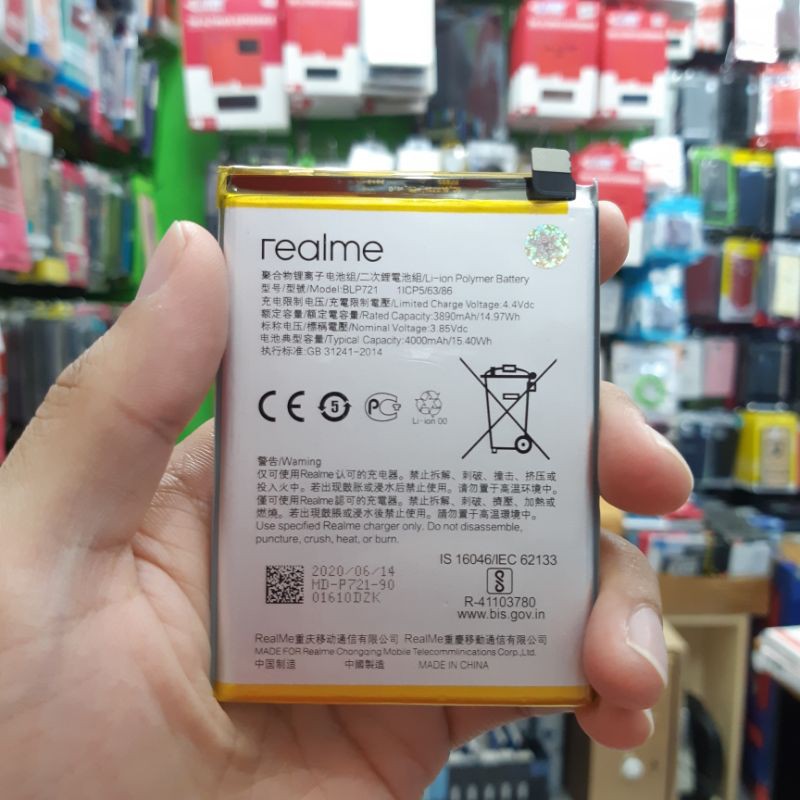 realme
聚合物锂离子电池组/二次鋰電池組/Li-ion Polymer Battery
型号/型號/Model:BLP721 1ICP5/63/86
充电限制电压/充電限制電壓/Limited Charge Voltage:4.4Vdc
额定容量/額定電容量/Rated Capacity:3890mAh/14.97Wh
标称电压/標稱電壓/Nominal Voltage:3.85Vdc
电池典型容量/Typical Capacity:4000mAh/15.40Wh
执行标准:GB 31241-2014
CE
5
Li-ion 00
警告/Warning
仅可使用Realme认可的充电器。禁止拆解、刺破、撞击、挤压或
投入火中。若出现鼓胀或浸水后禁止使用。请勿置于高温环境中。
僅可使用Realme認可的充電器。禁止拆解、刺破、擠壓、加熱或
燃燒。若出現鼓脹或浸水後禁止使用。請勿置于高溫環境中。
Use specified Realme charger only. Do not disassemble,
puncture, crush, heat, or burn.
IS 16046/IEC 62133
R-41103780
www.bis.gov.in
2020/06/14
MD-P721-90
01610DZK
RealMe重庆移动通信有限公司 RealMe重慶移動通信有限公司
MADE FOR Realme Chongqing Mobile Telecommunications Corp.,Ltd.
中国制造 中國製造 MADE IN CHINA